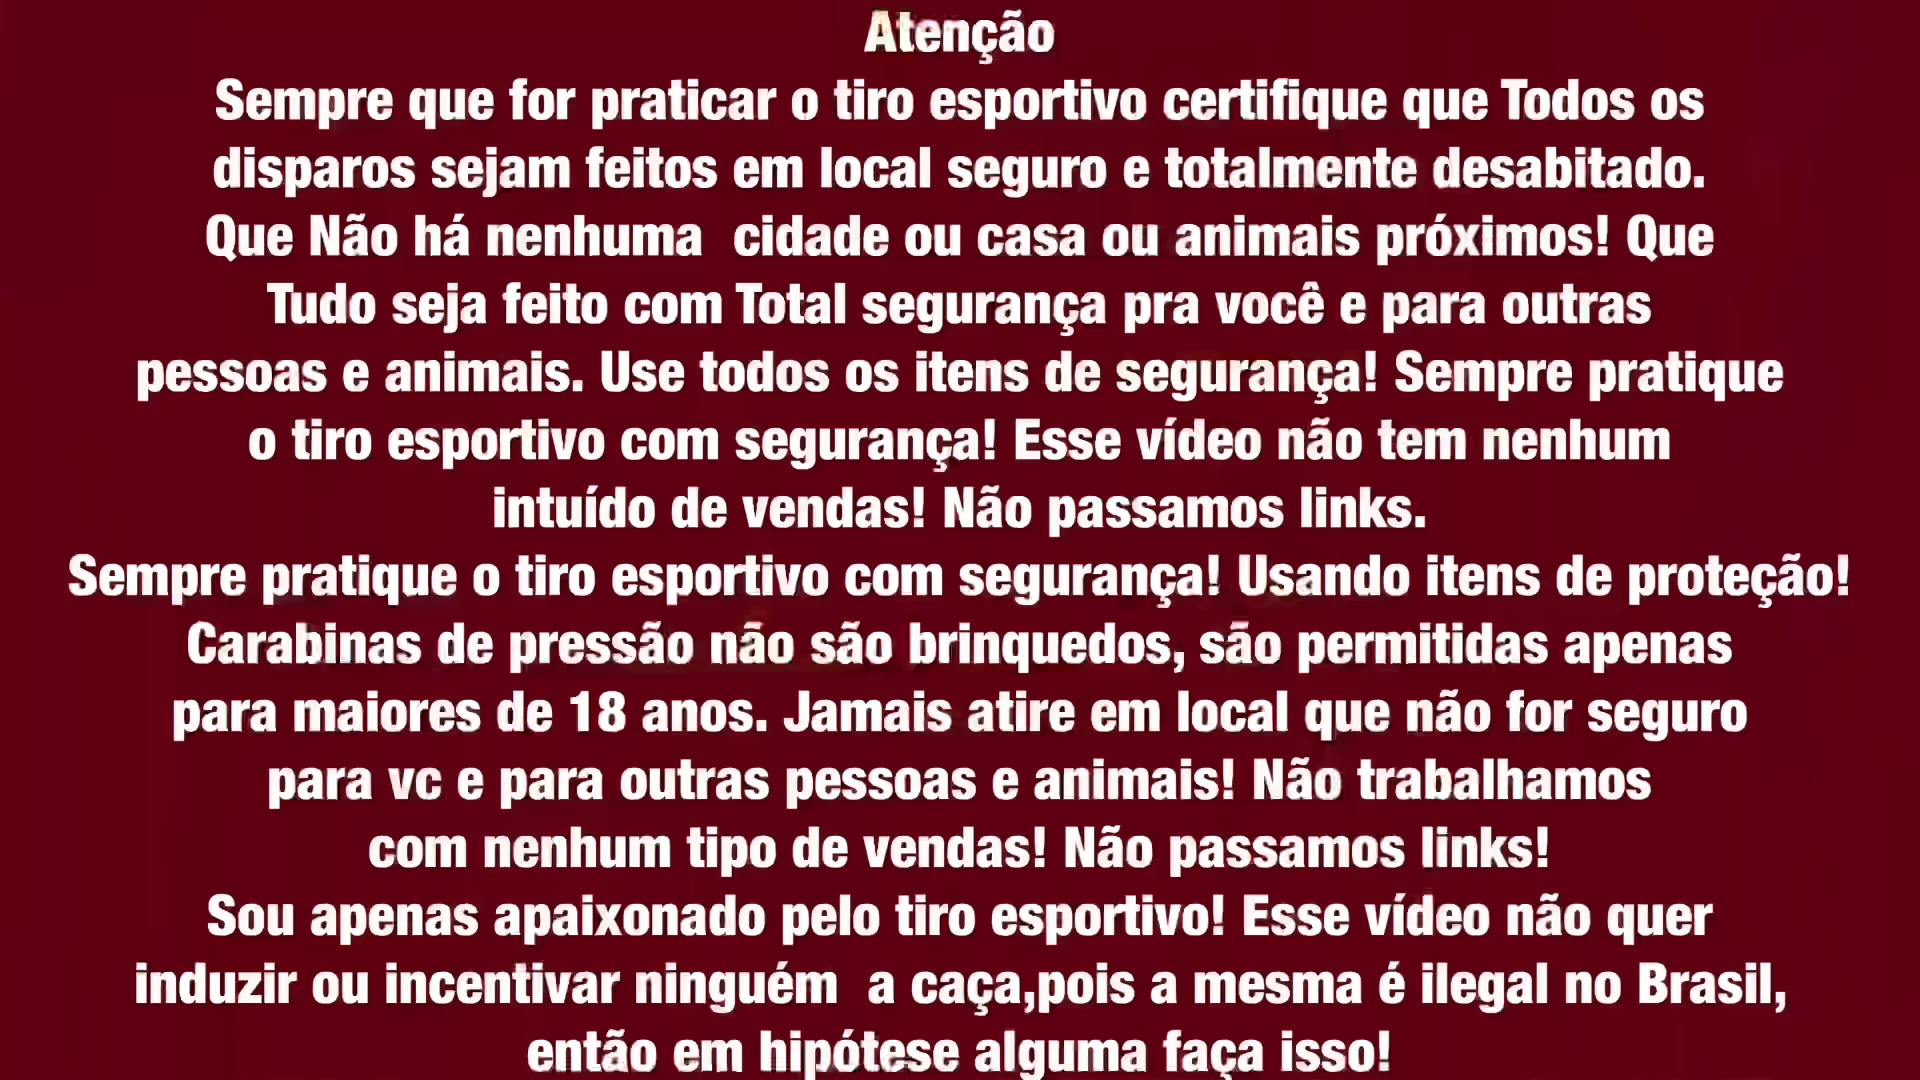 Atenção
Sempre que for praticar o tiro esportivo certifique que Todos os
disparos sejam feitos em local seguro e totalmente desabitado.
Que Não há nenhuma  cidade ou casa ou animais próximos! Que
Tudo seja feito com Total segurança pra você e para outras
pessoas e animais. Use todos os itens de segurança! Sempre pratique
o tiro esportivo com segurança! Esse vídeo não tem nenhum
intuído de vendas! Não passamos links.
Sempre pratique o tiro esportivo com segurança! Usando itens de proteção!
Carabinas de pressão não são brinquedos, são permitidas apenas
para maiores de 18 anos. Jamais atire em local que não for seguro
para vc e para outras pessoas e animais! Não trabalhamos
com nenhum tipo de vendas! Não passamos links!
Sou apenas apaixonado pelo tiro esportivo! Esse vídeo não quer
induzir ou incentivar ninguém  a caça,pois a mesma é ilegal no Brasil,
então em hipótese alguma faça isso!